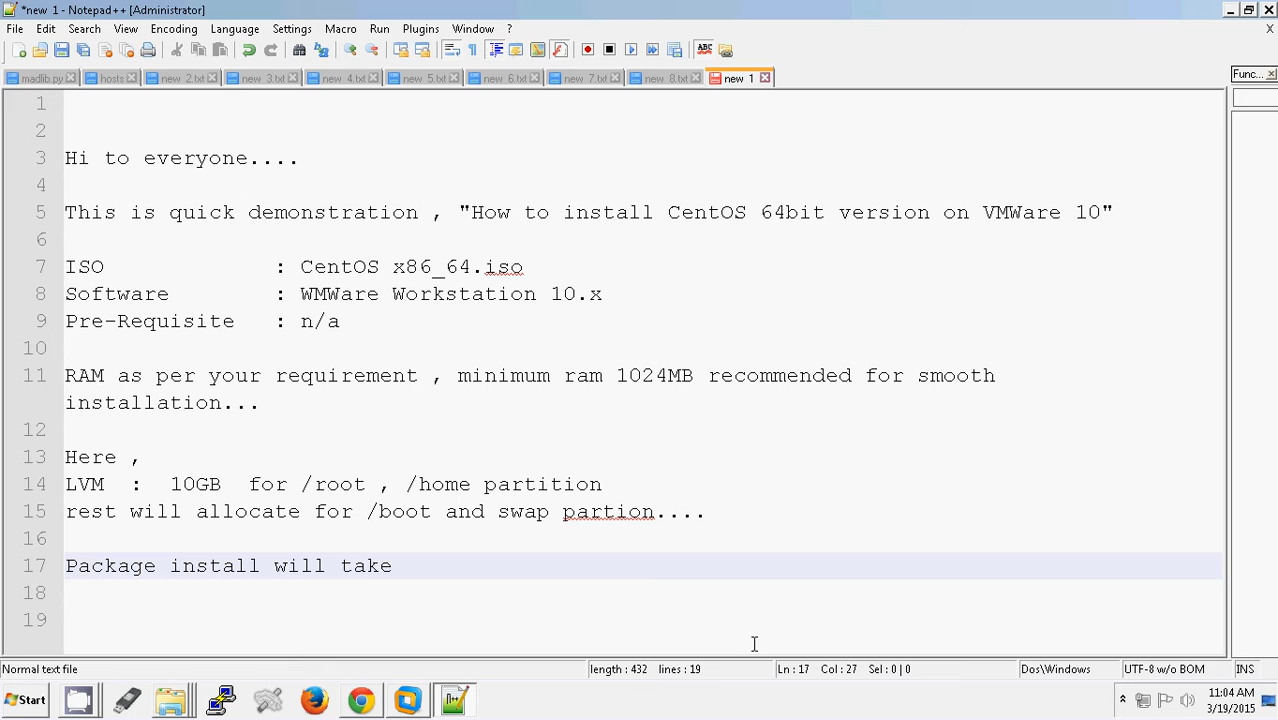 *new 1 - Notepad++ [Administrator]
File Edit Search View Encoding Language Settings Macro Run Plugins Window ?
X
ABC
madlib.py hosts new 2.txt new 3.txt new 4.txt new 5.txt new 6.txt new 7.txt new 8.txt new 1 Func...
1
2
3 Hi to everyone....
4
5 This is quick demonstration , "How to install CentOS 64bit version on VMWare 10"
6
7 ISO : CentOS x86_64.iso
8 Software : WMWare Workstation 10.x
9 Pre-Requisite : n/a
10
11 RAM as per your requirement , minimum ram 1024MB recommended for smooth
installation...
12
13 Here ,
14 LVM : 10GB for /root , /home partition
15 rest will allocate for /boot and swap partion....
16
17 Package install will take
18
19
Normal text file length : 432 lines : 19 Ln : 17 Col : 27 Sel : 0 | 0 Dos\Windows UTF-8 w/o BOM INS
Start 11:04 AM
3/19/2015